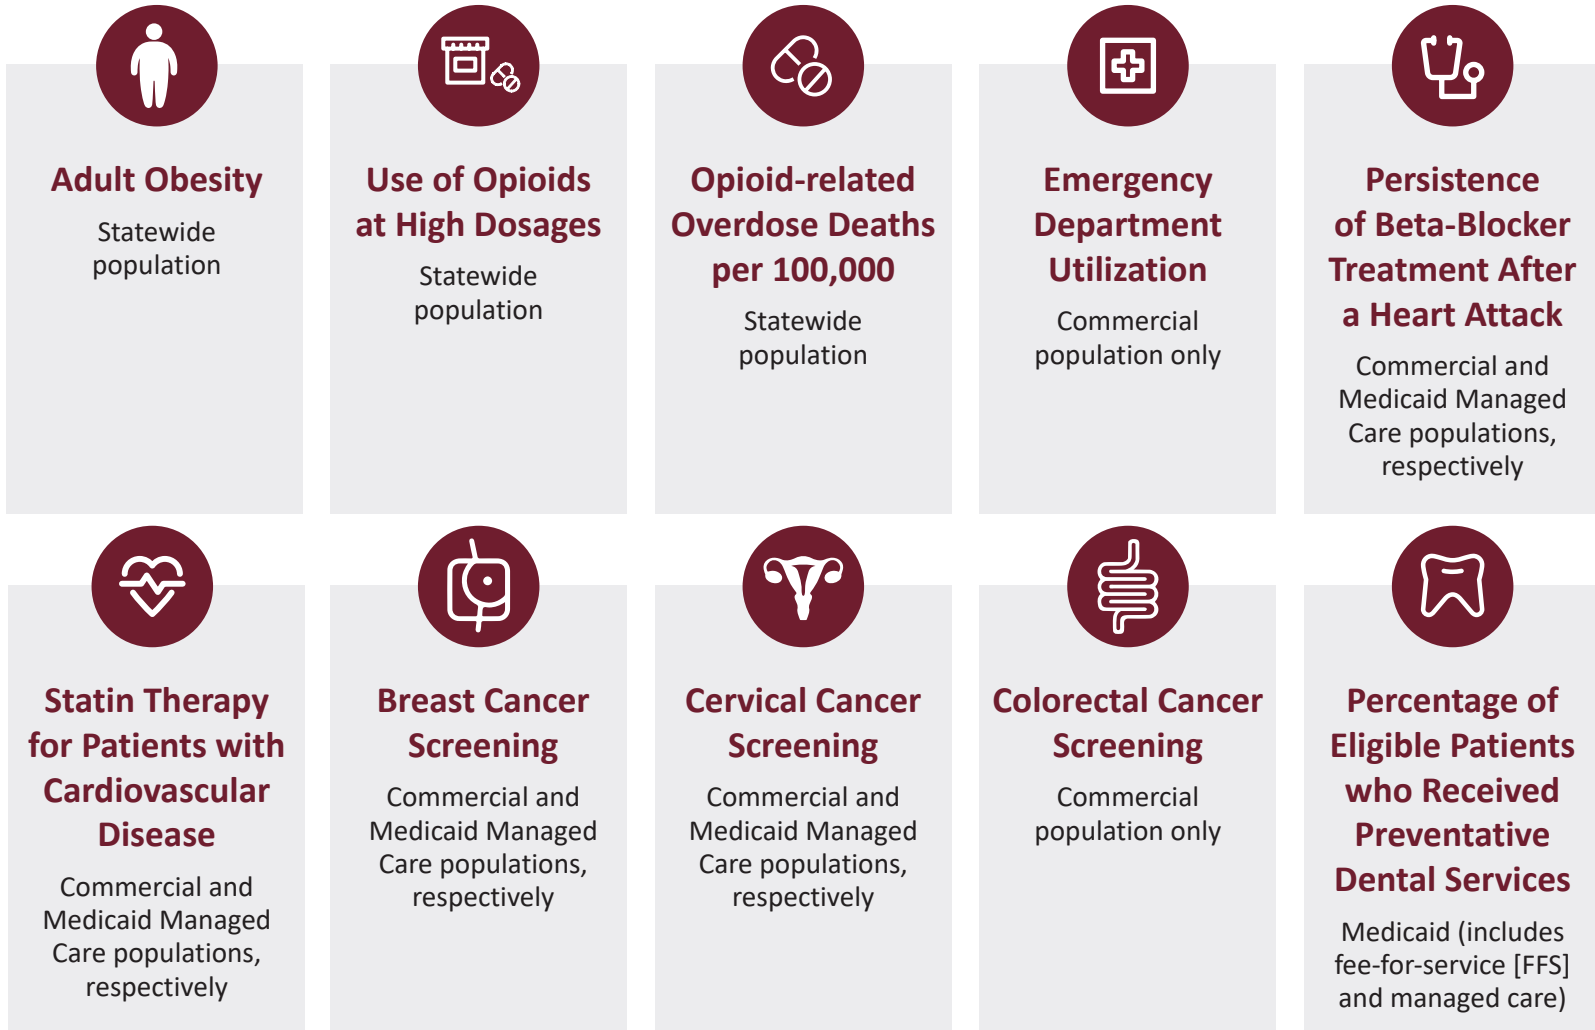 Adult Obesity
Statewide
population
Use of Opioids
at High Dosages
Statewide
population
Opioid-related
Overdose Deaths
per 100,000
Statewide
population
Emergency
Department
Utilization
Commercial
population only
Persistence
of Beta-Blocker
Treatment After
a Heart Attack
Commercial and
Medicaid Managed
Care populations,
respectively
Statin Therapy
for Patients with
Cardiovascular
Disease
Commercial and
Medicaid Managed
Care populations,
respectively
Breast Cancer
Screening
Commercial and
Medicaid Managed
Care populations,
respectively
Cervical Cancer
Screening
Commercial and
Medicaid Managed
Care populations,
respectively
Colorectal Cancer
Screening
Commercial
population only
Percentage of
Eligible Patients
who Received
Preventative
Dental Services
Medicaid (includes
fee-for-service [FFS]
and managed care)